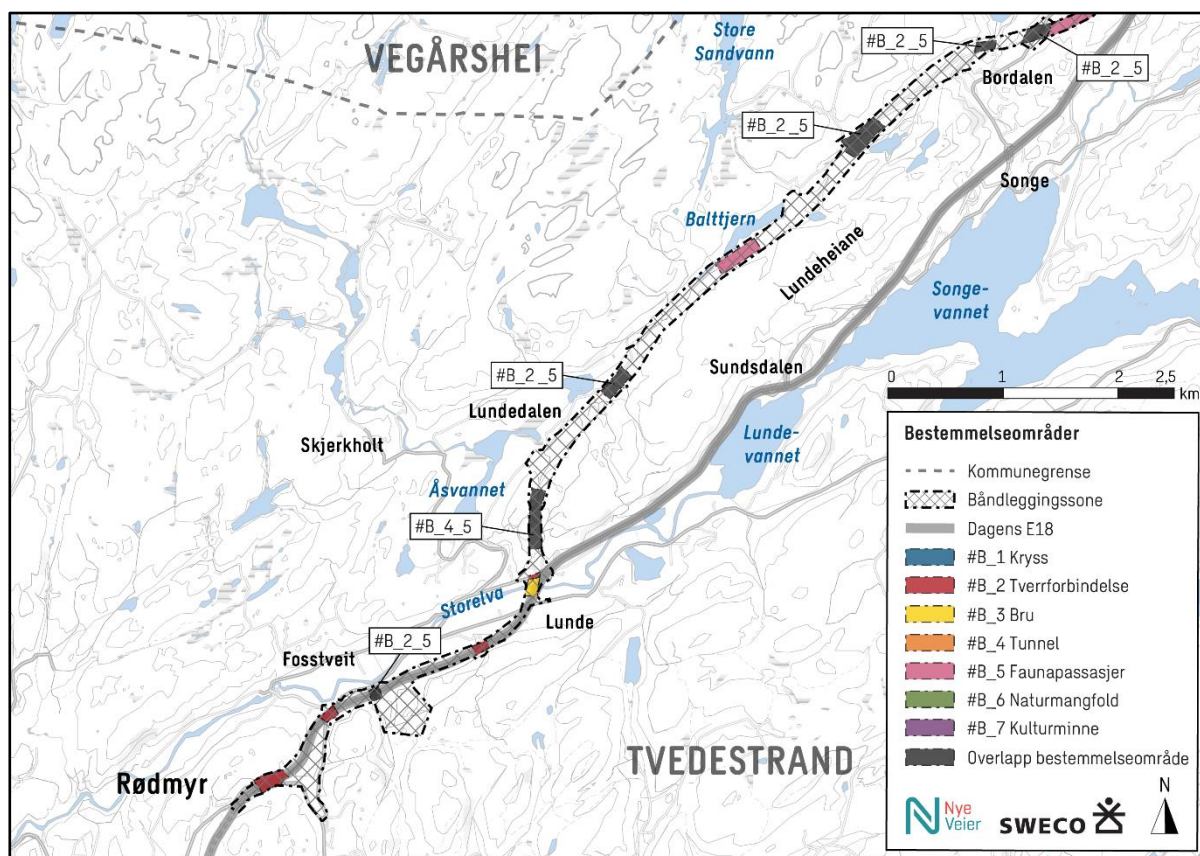 VEGÅRSHEI
Store
Sandvann
#B_2_5
Bordalen
#B_2_5
#B_2_5
Songe
Balttjern
Lundeheiane
Songe-
vannet
Sundsdalen
#B_2_5
Lundedalen
Skjerkholt
Lunde-
vannet
Åsvannet
#B_4_5
Storelva
Lunde
#B_2_5
Fosstveit
TVEDESTRAND
Rødmyr
0 1 2 2,5
km
Bestemmelseområder
Kommunegrense
Båndleggingssone
Dagens E18
#B_1 Kryss
#B_2 Tverrforbindelse
#B_3 Bru
#B_4 Tunnel
#B_5 Faunapassasjer
#B_6 Naturmangfold
#B_7 Kulturminne
Overlapp bestemmelseområde
Nye
Veier
SWECO
N